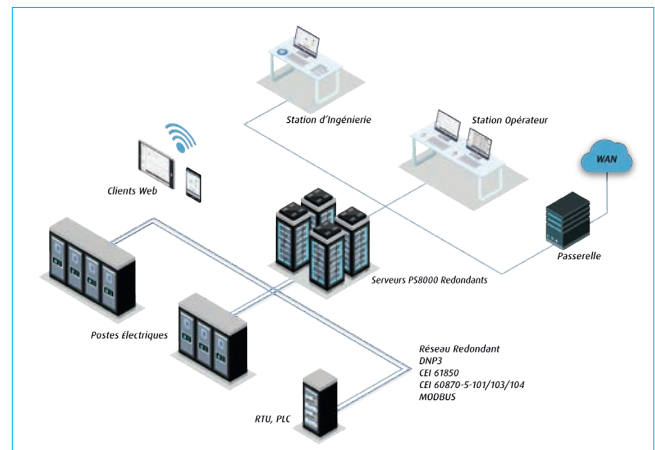 Station d'Ingénierie
Station Opérateur
WAN
Clients Web
Passerelle
Serveurs PS8000 Redondants
Postes Électriques
Réseau Redondant
DNP3
CEI 61850
CEI 60870-5-101/103/104
MODBUS
RTU, PLC